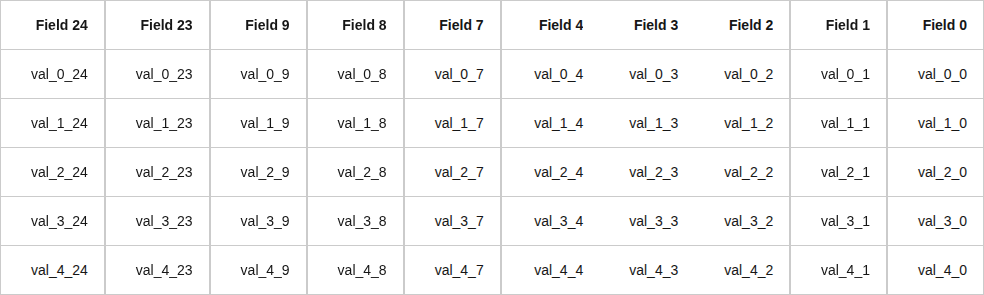 Field 24 Field 23 Field 9 Field 8 Field 7 Field 4 Field 3 Field 2 Field 1 Field 0
val_0_24 val_0_23 val_0_9 val_0_8 val_0_7 val_0_4 val_0_3 val_0_2 val_0_1 val_0_0
val_1_24 val_1_23 val_1_9 val_1_8 val_1_7 val_1_4 val_1_3 val_1_2 val_1_1 val_1_0
val_2_24 val_2_23 val_2_9 val_2_8 val_2_7 val_2_4 val_2_3 val_2_2 val_2_1 val_2_0
val_3_24 val_3_23 val_3_9 val_3_8 val_3_7 val_3_4 val_3_3 val_3_2 val_3_1 val_3_0
val_4_24 val_4_23 val_4_9 val_4_8 val_4_7 val_4_4 val_4_3 val_4_2 val_4_1 val_4_0